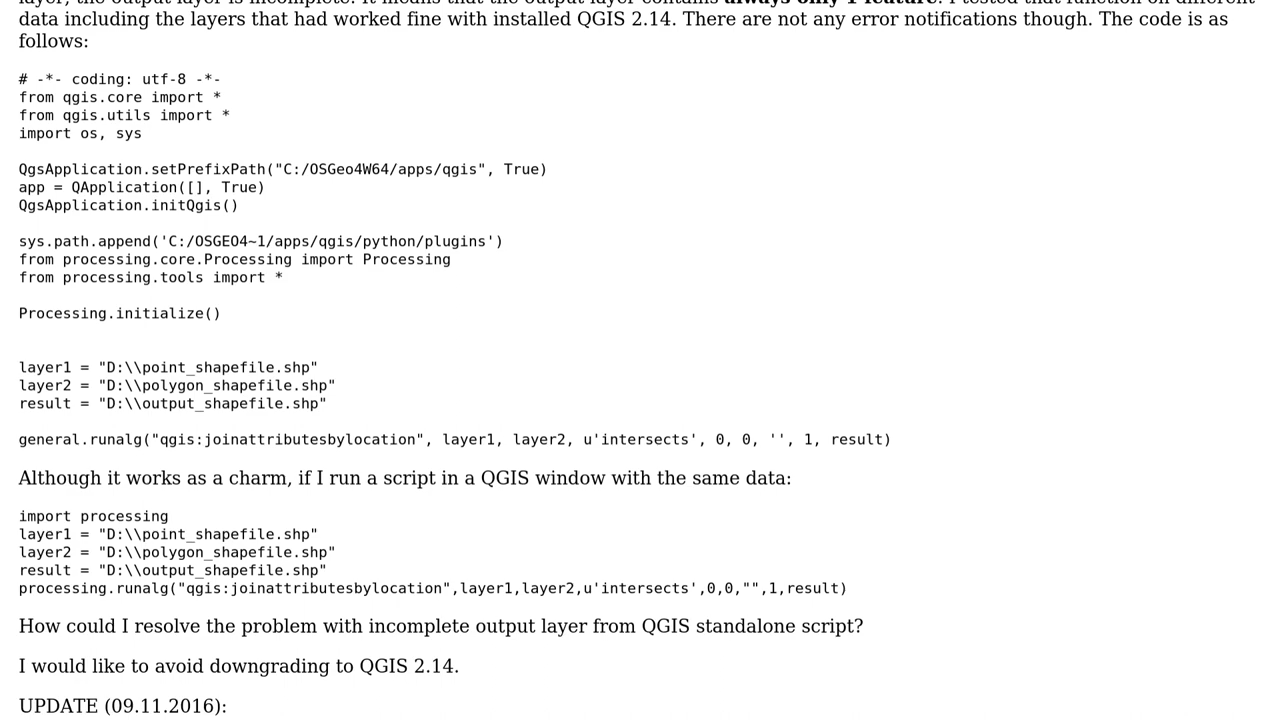 data including the layers that had worked fine with installed QGIS 2.14. There are not any error notifications though. The code is as
follows:
# -*- coding: utf-8 -*-
from qgis.core import *
from qgis.utils import *
import os, sys
QgsApplication.setPrefixPath("C:/OSGeo4W64/apps/qgis", True)
app = QApplication([], True)
QgsApplication.initQgis()
sys.path.append('C:/OSGEO4~1/apps/qgis/python/plugins')
from processing.core.Processing import Processing
from processing.tools import *
Processing.initialize()
layer1 = "D:\\point_shapefile.shp"
layer2 = "D:\\polygon_shapefile.shp"
result = "D:\\output_shapefile.shp"
general.runalg("qgis:joinattributesbylocation", layer1, layer2, u'intersects', 0, 0, '', 1, result)
Although it works as a charm, if I run a script in a QGIS window with the same data:
import processing
layer1 = "D:\\point_shapefile.shp"
layer2 = "D:\\polygon_shapefile.shp"
result = "D:\\output_shapefile.shp"
processing.runalg("qgis:joinattributesbylocation",layer1,layer2,u'intersects',0,0,"",1,result)
How could I resolve the problem with incomplete output layer from QGIS standalone script?
I would like to avoid downgrading to QGIS 2.14.
UPDATE (09.11.2016):